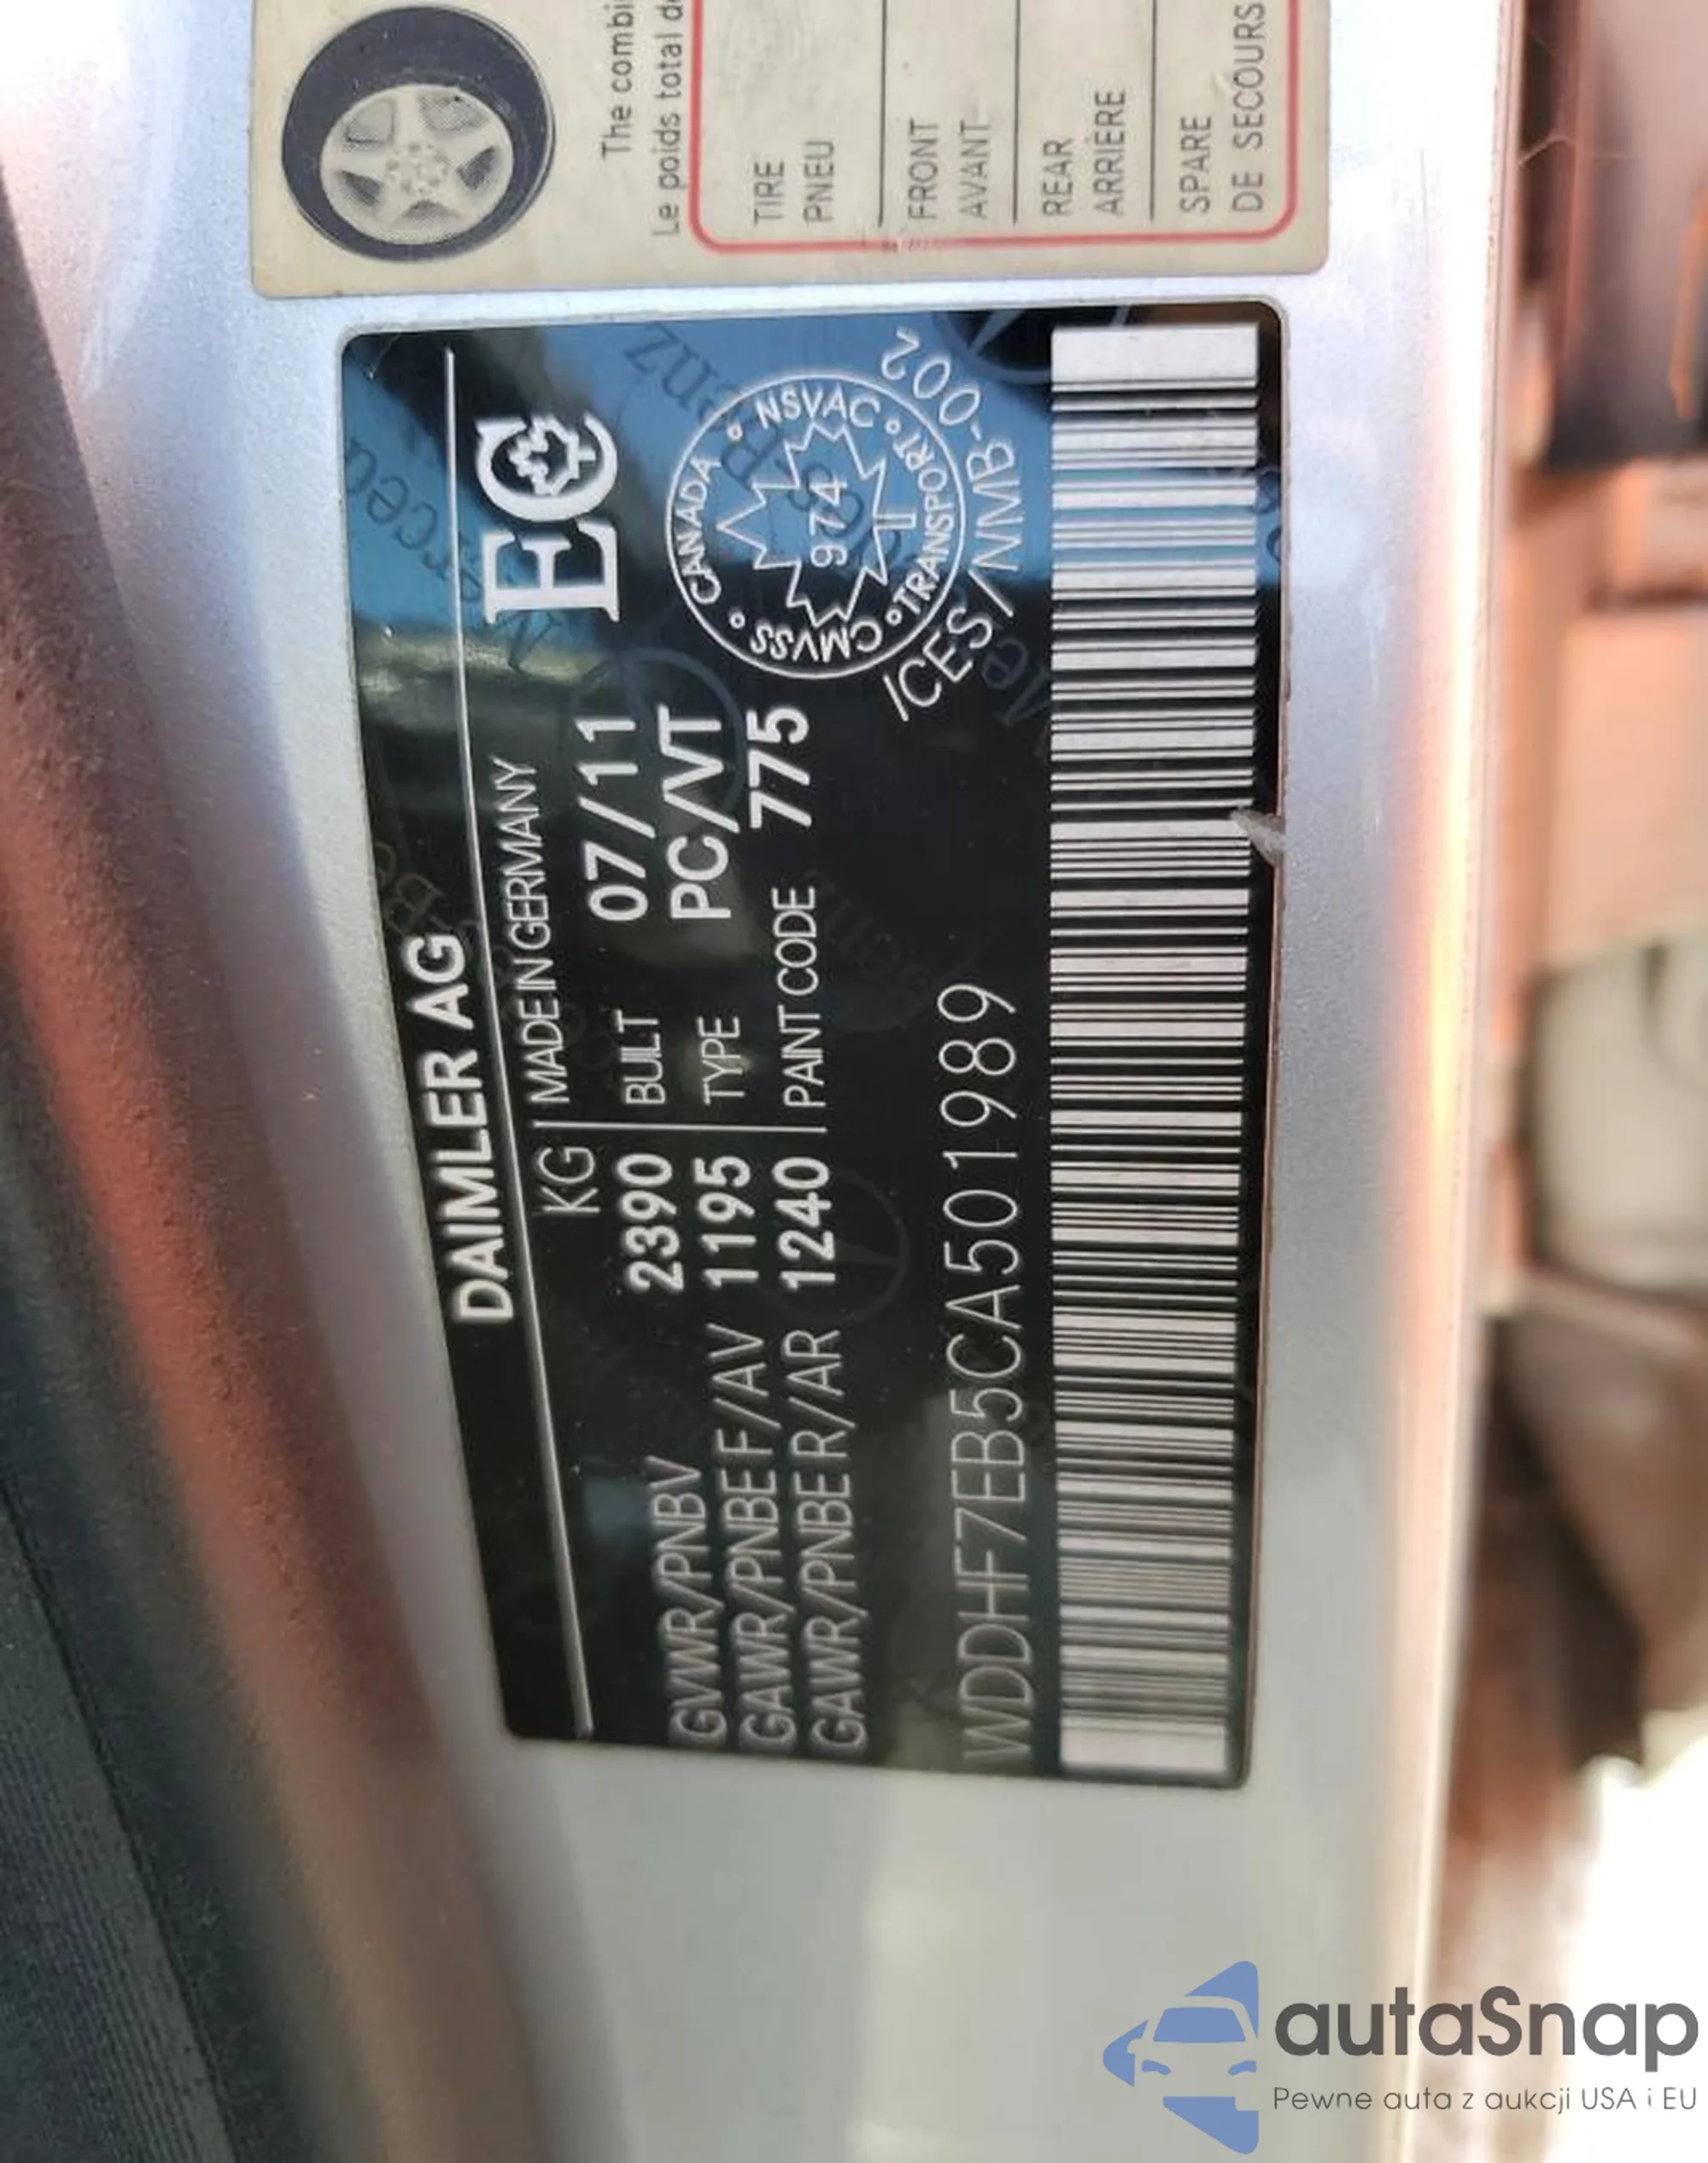 The combi
Le poids total de
TIRE
PNEU
FRONT
AVANT
REAR
ARRIÈRE
SPARE
DE SECOURS
DAIMLER AG
KG
MADE IN GERMANY
GVWR/PNBV 2390
BUILT 07/11
GAWR/PNBE F/AV 1195
TYPE PC/VT
GAWR/PNBE R/AR 1240
PAINT CODE 775
EC
CANADA
NSVAC
TRANSPORT
CMVSS
974
ICES/NMB-002
WDDHF7EB5CA501989
autaSnap
Pewne auta z aukcji USA i EU